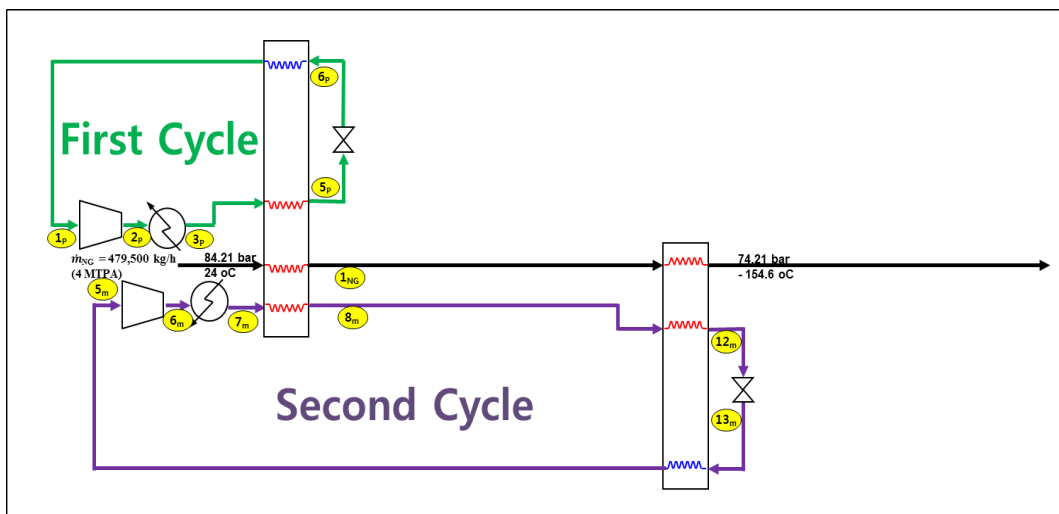 6ₚ
First Cycle
5ₚ
1ₚ
2ₚ
3ₚ
ṁNG = 479,500 kg/h
(4 MTPA)
84.21 bar
24 oC
74.21 bar
- 154.6 oC
1NG
5ₘ
6ₘ
7ₘ
8ₘ
12ₘ
Second Cycle
13ₘ